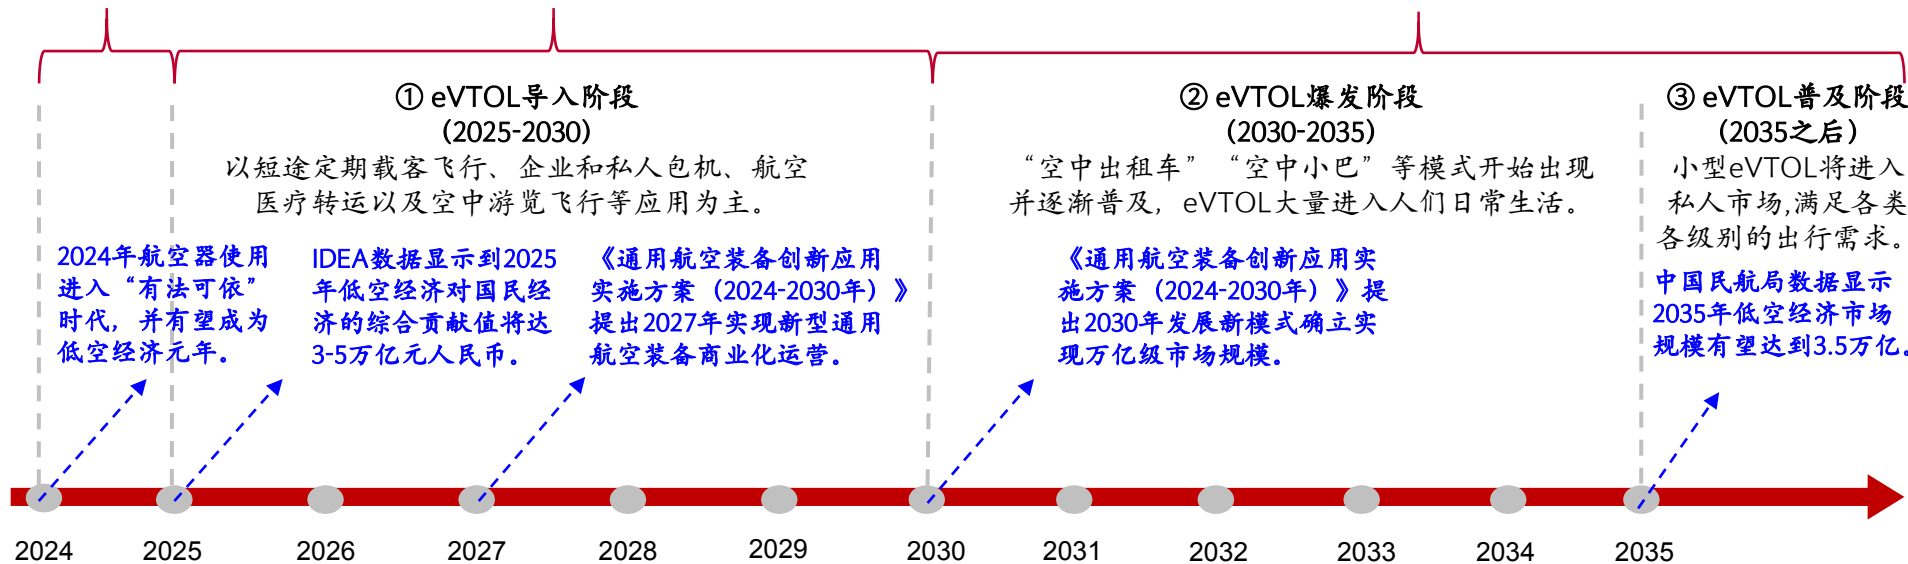 ① eVTOL导入阶段
（2025-2030）
以短途定期载客飞行、企业和私人包机、航空
医疗转运以及空中游览飞行等应用为主。
② eVTOL爆发阶段
（2030-2035）
“空中出租车”“空中小巴”等模式开始出现
并逐渐普及，eVTOL大量进入人们日常生活。
③ eVTOL普及阶段
（2035之后）
小型eVTOL将进入
私人市场,满足各类
各级别的出行需求。
2024年航空器使用
进入“有法可依”
时代，并有望成为
低空经济元年。
IDEA数据显示到2025
年低空经济对国民经
济的综合贡献值将达
3-5万亿元人民币。
《通用航空装备创新应用
实施方案（2024-2030年）》
提出2027年实现新型通用
航空装备商业化运营。
《通用航空装备创新应用实
施方案（2024-2030年）》提
出2030年发展新模式确立实
现万亿级市场规模。
中国民航局数据显示
2035年低空经济市场
规模有望达到3.5万亿。
2024 2025 2026 2027 2028 2029 2030 2031 2032 2033 2034 2035